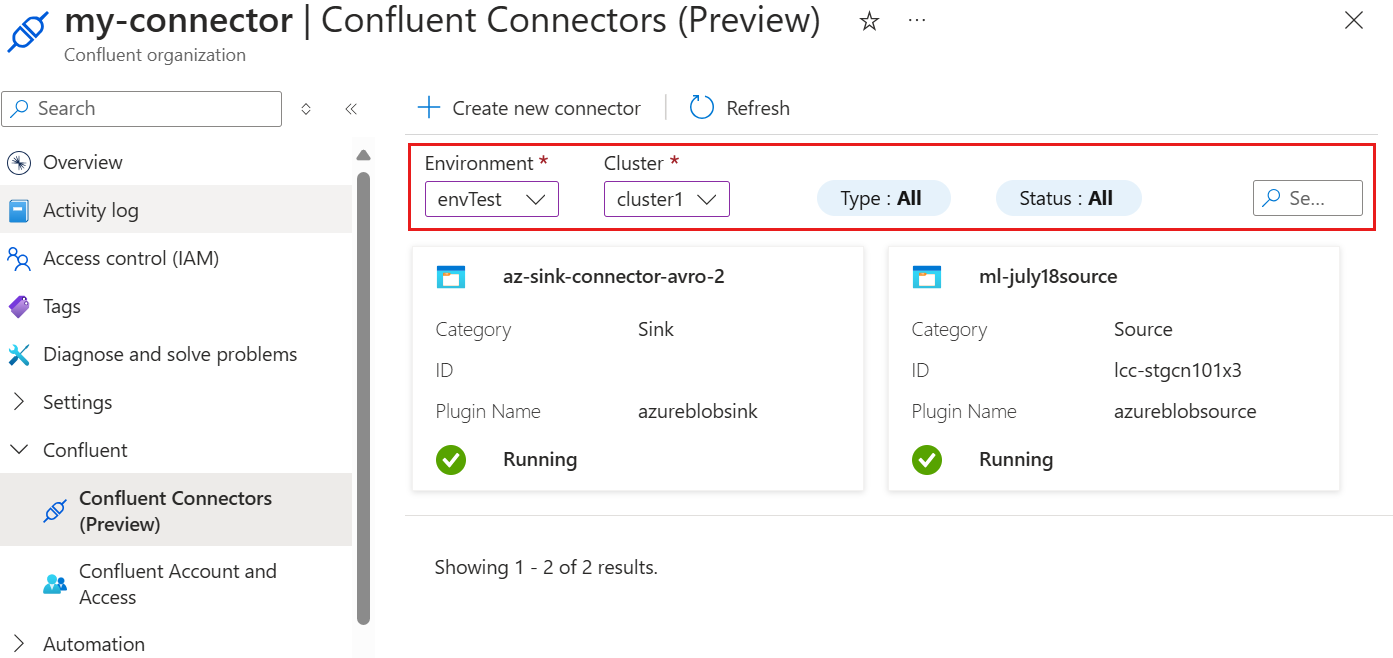 my-connector | Confluent Connectors (Preview)
Confluent organization
Search
Overview
Activity log
Access control (IAM)
Tags
Diagnose and solve problems
Settings
Confluent
Confluent Connectors
(Preview)
Confluent Account and
Access
Automation
Create new connector
Refresh
Environment * Cluster *
envTest cluster1 Type : All Status : All Se...
az-sink-connector-avro-2
Category Sink
ID
Plugin Name azureblobsink
Running
ml-july18source
Category Source
ID lcc-stgcn101x3
Plugin Name azureblobsource
Running
Showing 1 - 2 of 2 results.